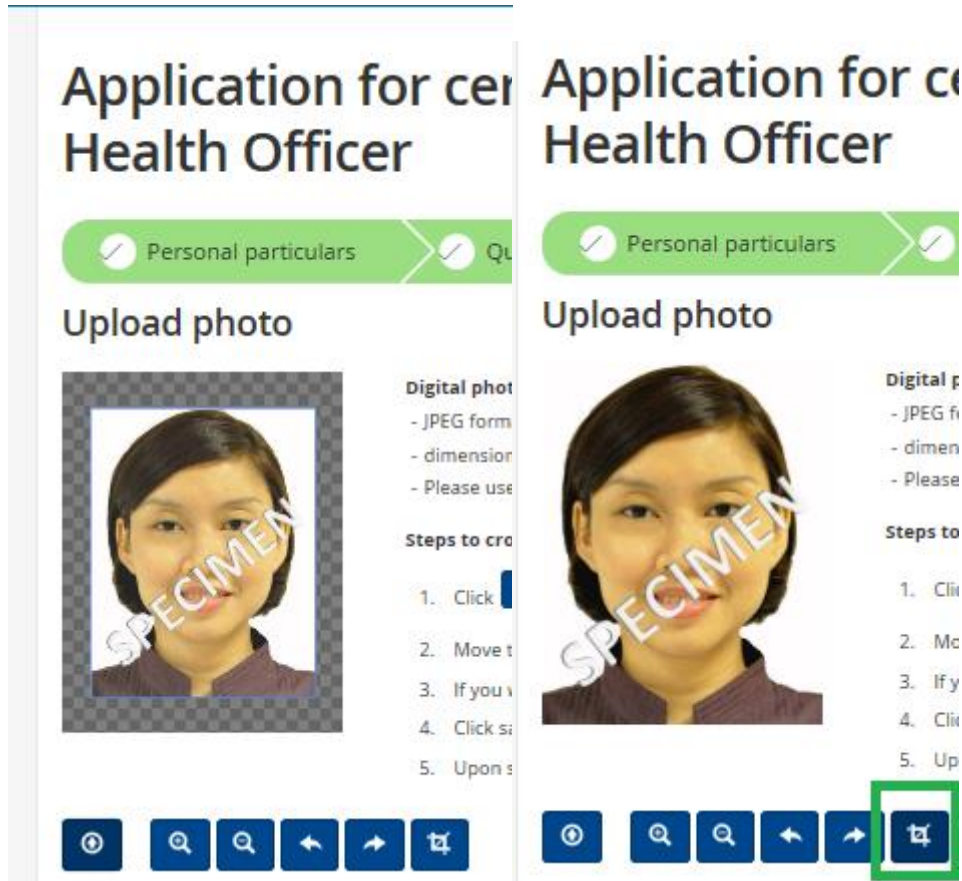 Application for cer
Health Officer
Personal particulars
Qu
Upload photo
SPECIMEN
Digital phot
- JPEG form
- dimension
- Please use
Steps to cro
1. Click
2. Move t
3. If you v
4. Click sa
5. Upon s
Application for ce
Health Officer
Personal particulars
Upload photo
SPECIMEN
Digital p
- JPEG fo
- dimen
- Please
Steps to
1. Clic
2. Mo
3. If y
4. Clic
5. Up